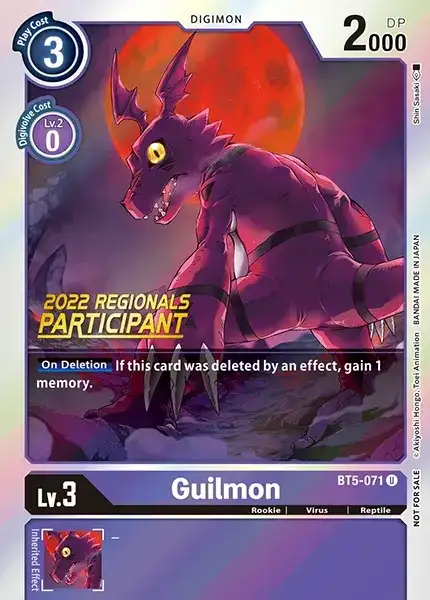 Play Cost
3
DIGIMON
DP
2000
Digivolve Cost
Lv.2
0
Shin Sasaki
2022 REGIONALS
PARTICIPANT
On Deletion If this card was deleted by an effect, gain 1
memory.
© Akiyoshi Hongo, Toei Animation BANDAI MADE IN JAPAN
NOT FOR SALE
Lv.3
Guilmon
BT5-071 U
Rookie | Virus | Reptile
Inherited Effect
–